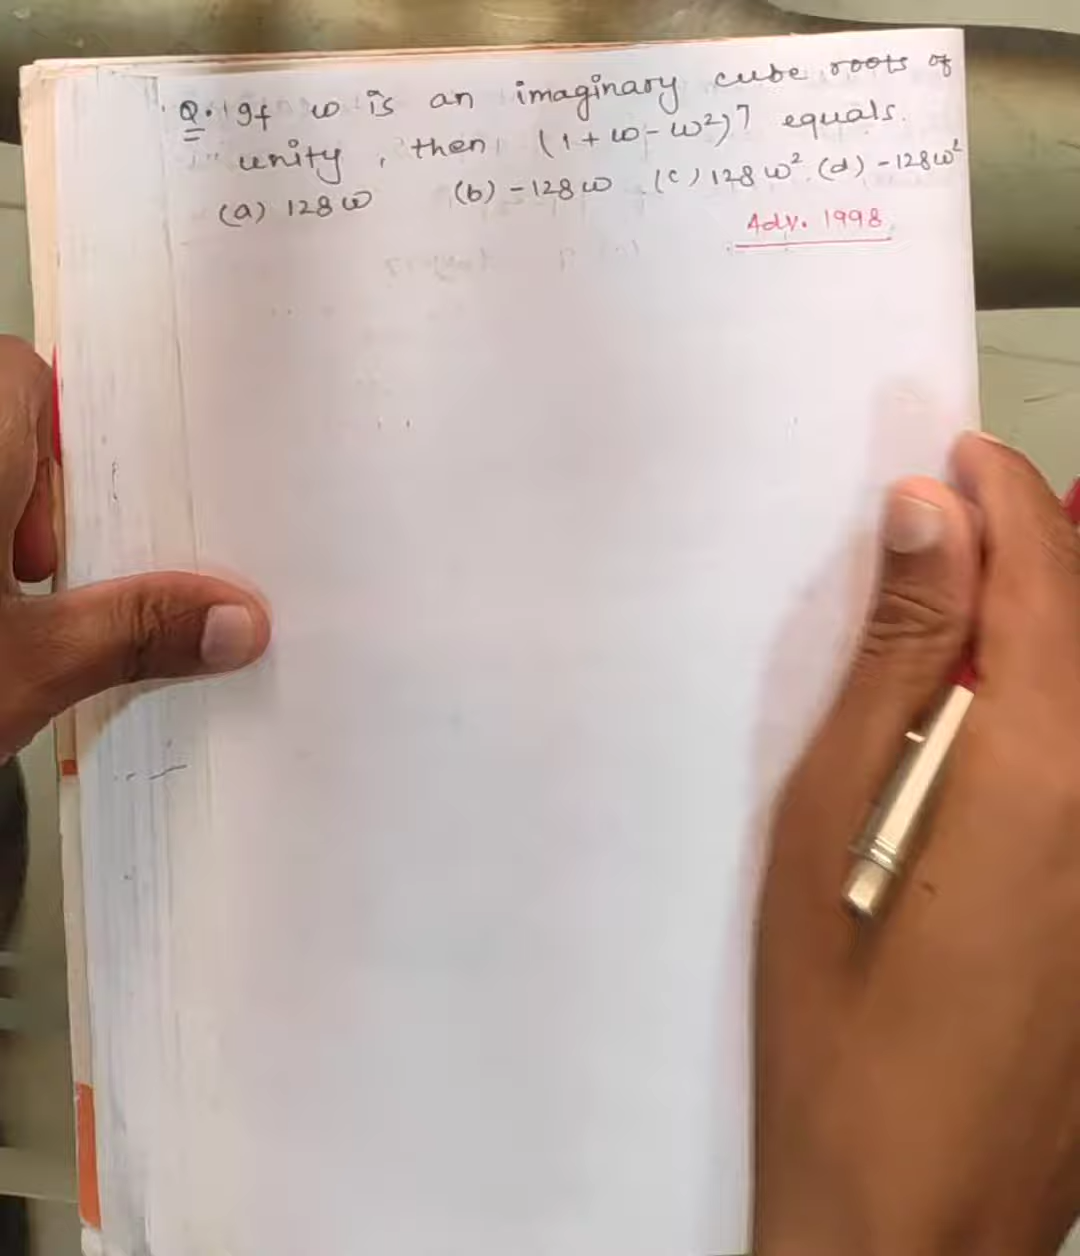 Q. If ω is an imaginary cube roots of
unity, then (1+ω-ω²)⁷ equals.
(a) 128ω (b) -128ω (c) 128ω². (d) -128ω²
Adv. 1998